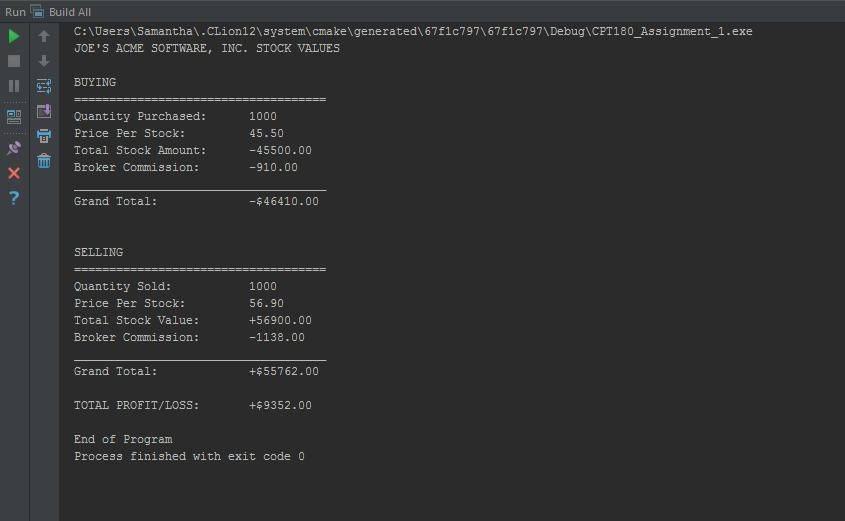 Run Build All
C:\Users\Samantha\.CLion12\system\cmake\generated\67f1c797\67f1c797\Debug\CPT180_Assignment_1.exe
JOE'S ACME SOFTWARE, INC. STOCK VALUES
BUYING
====================================
Quantity Purchased: 1000
Price Per Stock: 45.50
Total Stock Amount: -45500.00
Broker Commission: -910.00
____________________________________
Grand Total: -$46410.00
SELLING
====================================
Quantity Sold: 1000
Price Per Stock: 56.90
Total Stock Value: +56900.00
Broker Commission: -1138.00
____________________________________
Grand Total: +$55762.00
TOTAL PROFIT/LOSS: +$9352.00
End of Program
Process finished with exit code 0